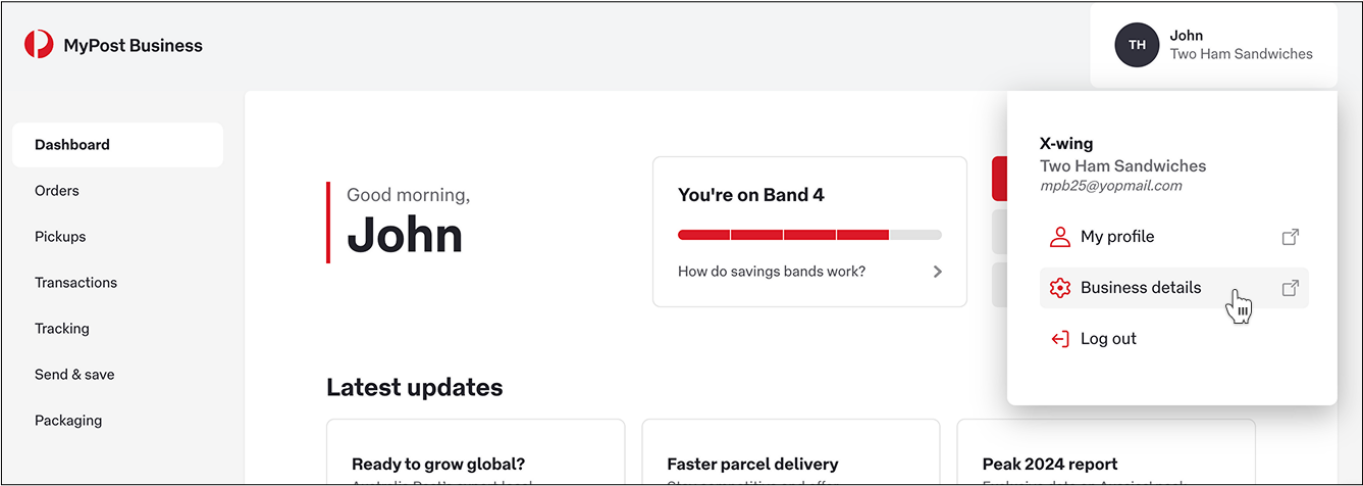 MyPost Business
TH
John
Two Ham Sandwiches
Dashboard
Orders
Pickups
Transactions
Tracking
Send & save
Packaging
Good morning,
John
You're on Band 4
How do savings bands work?
X-wing
Two Ham Sandwiches
mpb25@yopmail.com
My profile
Business details
Log out
Latest updates
Ready to grow global?
Faster parcel delivery
Peak 2024 report